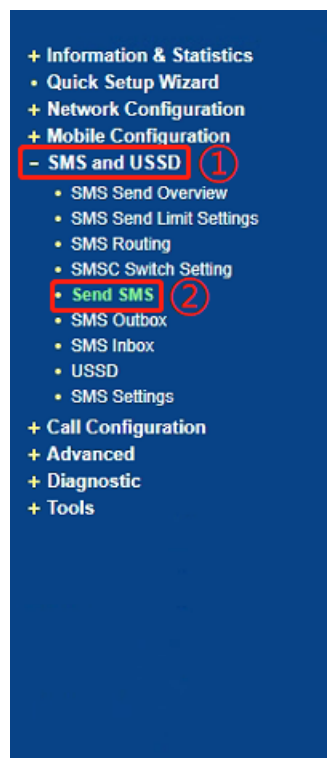 + Information & Statistics
• Quick Setup Wizard
+ Network Configuration
+ Mobile Configuration
− SMS and USSD ①
• SMS Send Overview
• SMS Send Limit Settings
• SMS Routing
• SMSC Switch Setting
• Send SMS ②
• SMS Outbox
• SMS Inbox
• USSD
• SMS Settings
+ Call Configuration
+ Advanced
+ Diagnostic
+ Tools